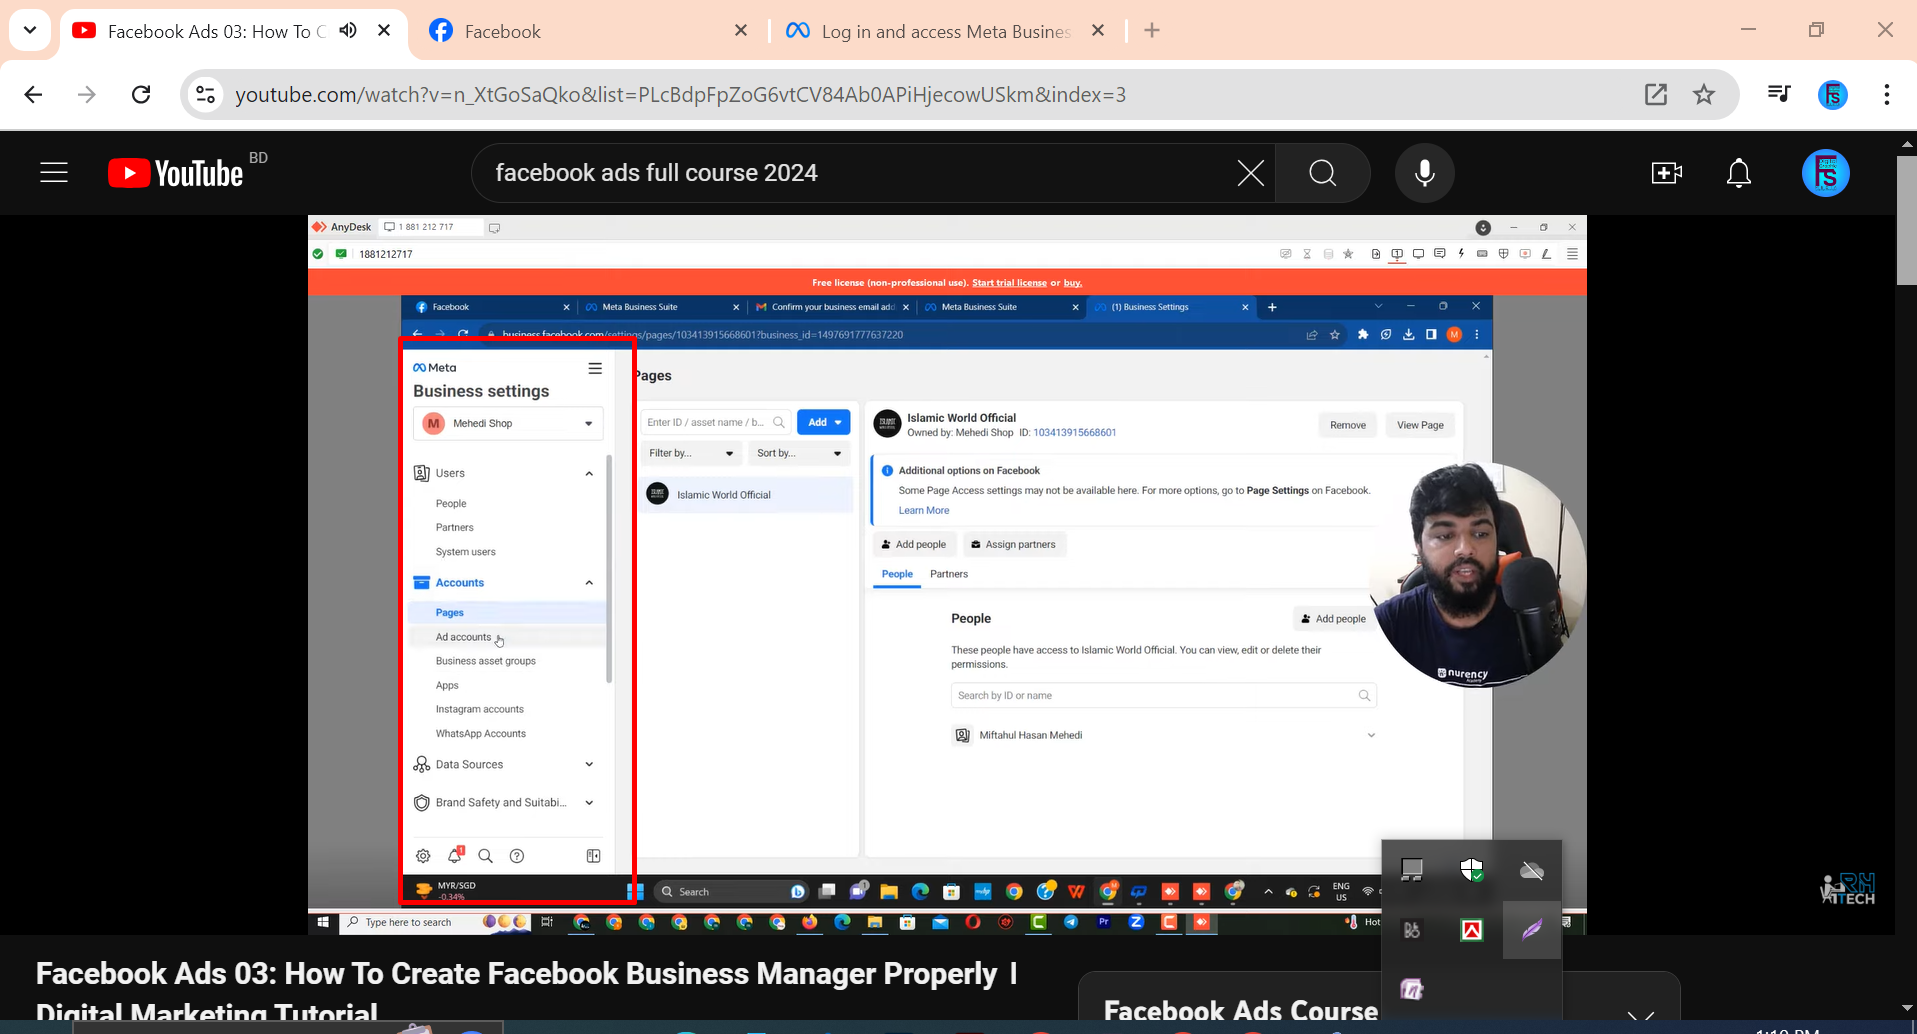 Facebook Ads 03: How To C
Facebook
Log in and access Meta Busines
youtube.com/watch?v=n_XtGoSaQko&list=PLcBdpFpZoG6vtCV84Ab0APiHjecowUSkm&index=3
YouTube BD
facebook ads full course 2024
AnyDesk
1 881 212 717
1881212717
Free license (non-professional use). Start trial license or buy.
Facebook
Meta Business Suite
Confirm your business email add
Meta Business Suite
(1) Business Settings
business.facebook.com/settings/pages/103413915668601?business_id=1497691777637220
M
Meta
Business settings
M Mehedi Shop
Users
People
Partners
System users
Accounts
Pages
Ad accounts
Business asset groups
Apps
Instagram accounts
WhatsApp Accounts
Data Sources
Brand Safety and Suitabi...
1
Pages
Enter ID / asset name / b...
Add
Filter by...
Sort by...
Islamic World Official
Islamic World Official
Owned by: Mehedi Shop ID: 103413915668601
Remove
View Page
Additional options on Facebook
Some Page Access settings may not be available here. For more options, go to Page Settings on Facebook.
Learn More
Add people
Assign partners
People
Partners
People
Add people
These people have access to Islamic World Official. You can view, edit or delete their
permissions.
Search by ID or name
Miftahul Hasan Mehedi
nurency
MYR/SGD
-0.34%
Search
ENG
US
Type here to search
Pr
Hot
RH
TECH
Facebook Ads 03: How To Create Facebook Business Manager Properly I
Digital Marketing Tutorial
Facebook Ads Course
1:18 PM